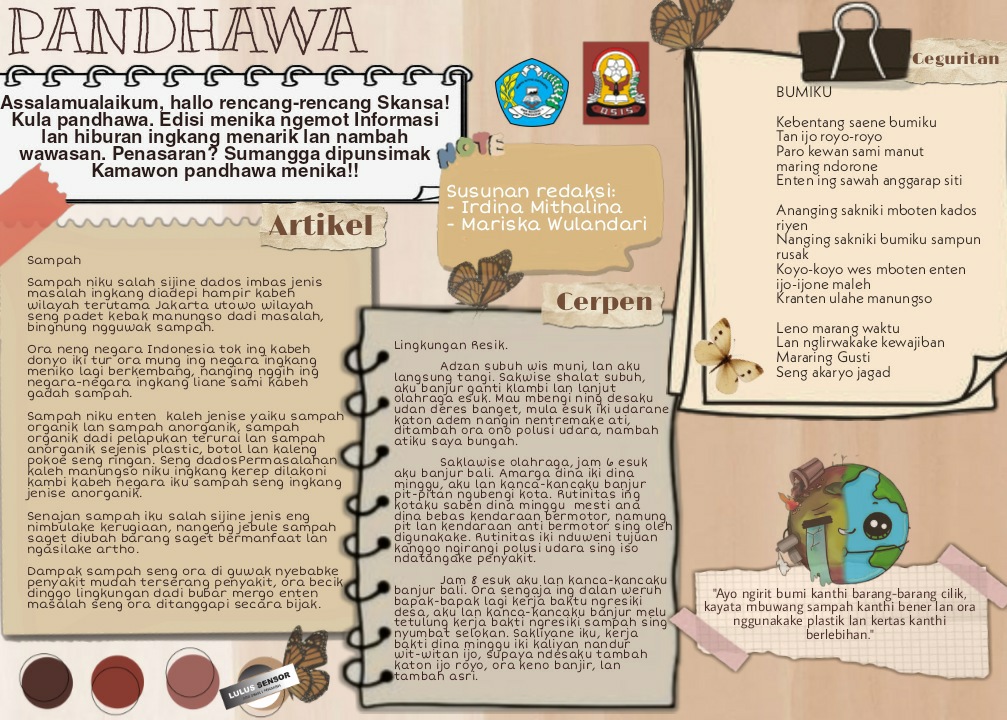 PANDHAWA
Assalamualaikum, hallo rencang-rencang Skansa!
Kula pandhawa. Edisi menika ngemot Informasi
lan hiburan ingkang menarik lan nambah
wawasan. Penasaran? Sumangga dipunsimak
Kamawon pandhawa menika!!
NOTE
Susunan redaksi:
- Irdina Mithalina
- Mariska Wulandari
Artikel
Sampah
Sampah niku salah sijine dados imbas jenis
masalah ingkang diadepi hampir kabeh
wilayah terutama Jakarta utowo wilayah
seng padet kebak manungso dadi masalah,
bingnung ngguwak sampah.
Ora neng negara Indonesia tok ing kabeh
donyo iki tur ora mung ing negara ingkang
meniko lagi berkembang, nanging nggih ing
negara-negara ingkang liane sami kabeh
gadah sampah.
Sampah niku enten kaleh jenise yaiku sampah
organik lan sampah anorganik, sampah
organik dadi pelapukan terurai lan sampah
anorganik sejenis plastic, botol lan kaleng
pokoe seng ringan. Seng dadosPermasalahan
kaleh manungso niku ingkang kerep dilakoni
kambi kabeh negara iku sampah seng ingkang
jenise anorganik.
Senajan sampah iku salah sijine jenis eng
nimbulake kerugiaan, nangeng jebule sampah
saget diubah barang saget bermanfaat lan
ngasilake artho.
Dampak sampah seng ora di guwak nyebabke
penyakit mudah terserang penyakit, ora becik
dinggo lingkungan dadi bubar mergo enten
masalah seng ora ditanggapi secara bijak.
Cerpen
Lingkungan Resik.
Adzan subuh wis muni, lan aku
langsung tangi. Sakwise shalat subuh,
aku banjur ganti klambi lan lanjut
olahraga esuk. Mau mbengi ning desaku
udan deres banget, mula esuk iki udarane
katon adem nangin nentremake ati,
ditambah ora ono polusi udara, nambah
atiku saya bungah.
Saklawise olahraga, jam 6 esuk
aku banjur bali. Amarga dina iki dina
minggu, aku lan kanca-kancaku banjur
pit-pitan ngubengi kota. Rutinitas ing
kotaku saben dina minggu mesti ana
dina bebas kendaraan bermotor, namung
pit lan kendaraan anti bermotor sing oleh
digunakake. Rutinitas iki nduweni tujuan
kanggo ngirangi polusi udara sing iso
ndatangake penyakit.
Jam 8 esuk aku lan kanca-kancaku
banjur bali. Ora sengaja ing dalan weruh
bapak-bapak lagi kerja baktu ngresiki
desa, aku lan kanca-kancaku banjur melu
tetulung kerja bakti ngresiki sampah sing
nyumbat selokan. Sakliyane iku, kerja
bakti dina minggu iki kaliyan nandur
wit-witan ijo, supaya ndesaku tambah
katon ijo royo, ora keno banjir, lan
tambah asri.
Geguritan
BUMIKU
Kebentang saene bumiku
Tan ijo royo-royo
Paro kewan sami manut
maring ndorone
Enten ing sawah anggarap siti
Ananging sakniki mboten kados
riyen
Nanging sakniki bumiku sampun
rusak
Koyo-koyo wes mboten enten
ijo-ijone maleh
Kranten ulahe manungso
Leno marang waktu
Lan nglirwakake kewajiban
Mararing Gusti
Seng akaryo jagad
"Ayo ngirit bumi kanthi barang-barang cilik,
kayata mbuwang sampah kanthi bener lan ora
nggunakake plastik lan kertas kanthi
berlebihan."
LULUS SENSOR
OSIS